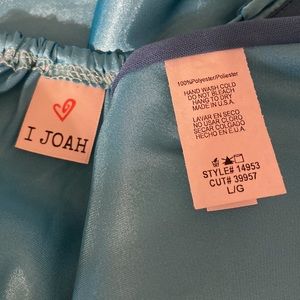 I JOAH
100%Polyester/Poliester
HAND WASH COLD
DO NOT BLEACH
HANG TO DRY
MADE IN U.S.A.
LAVAR EN SECO
NO USAR CLORO
SECAR COLGADO
HECHO EN E.U.A.
STYLE# 14953
CUT# 39957
L/G